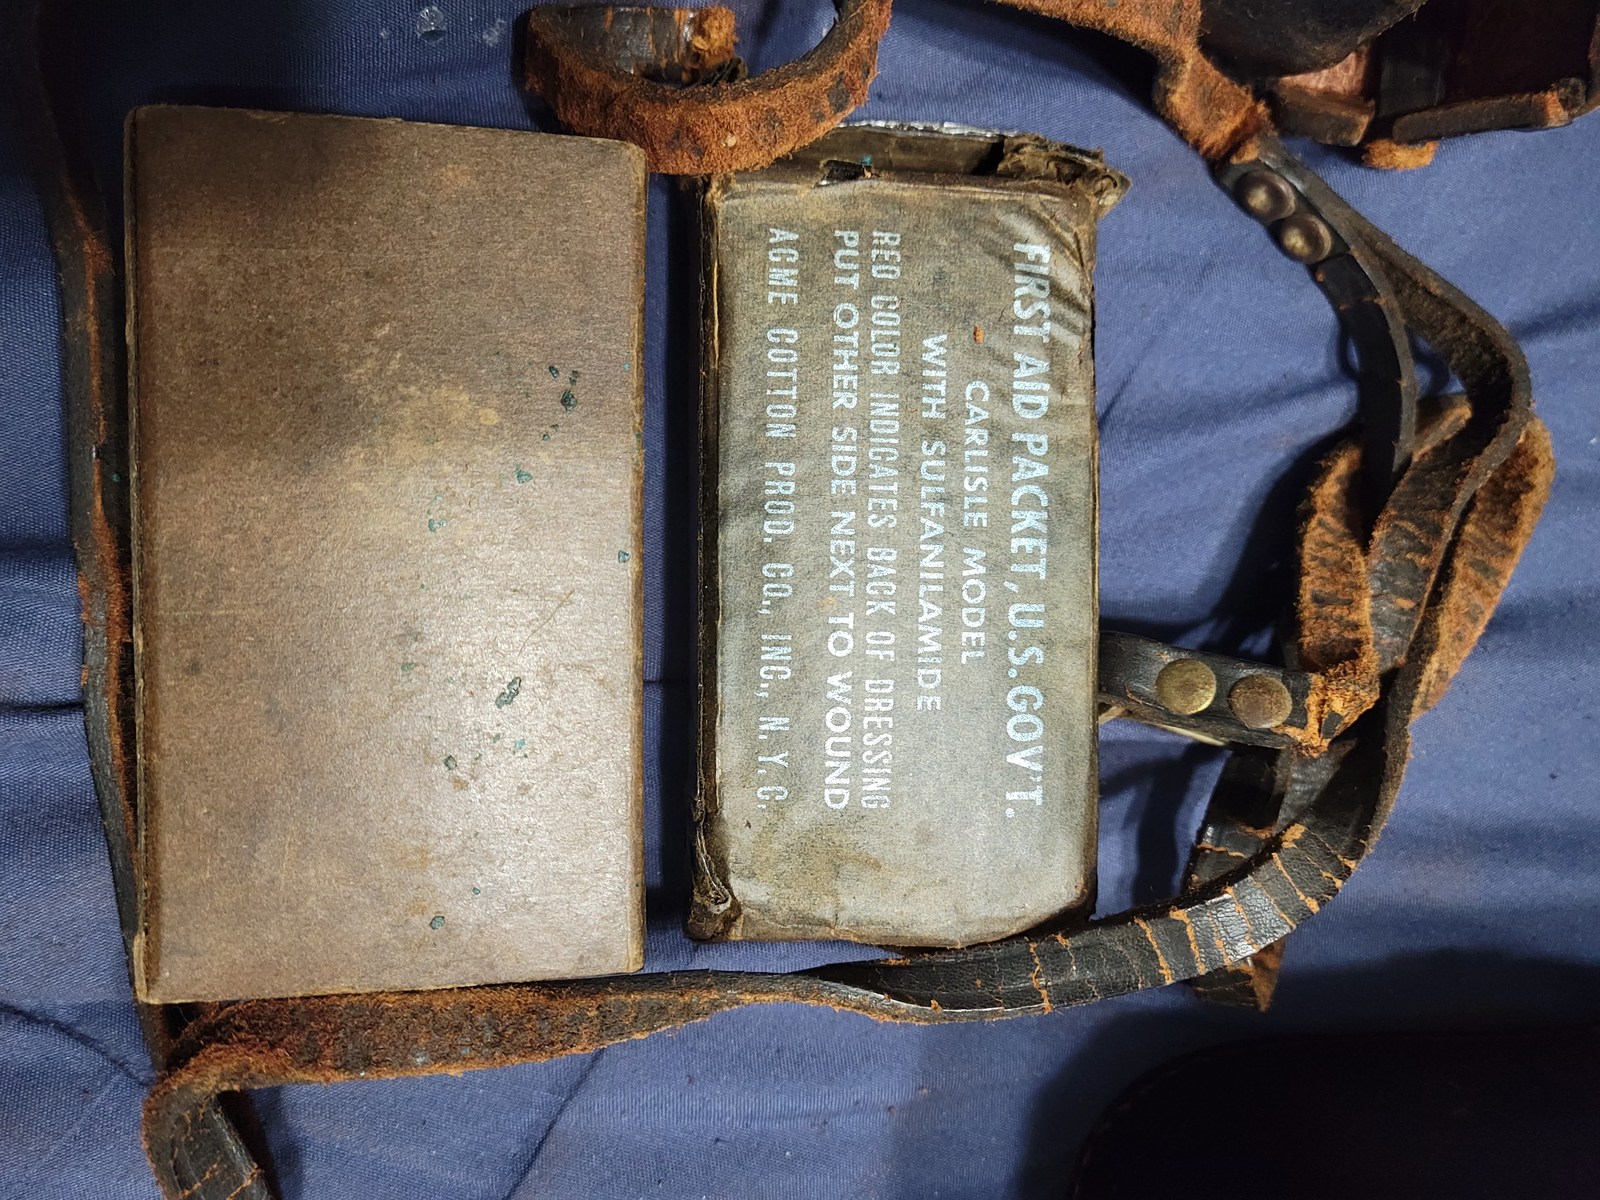 FIRST AID PACKET, U.S. GOV'T.
CARLISLE MODEL
WITH SULFANILAMIDE
RED COLOR INDICATES BACK OF DRESSING
PUT OTHER SIDE NEXT TO WOUND
ACME COTTON PROD. CO., INC., N.Y.C.